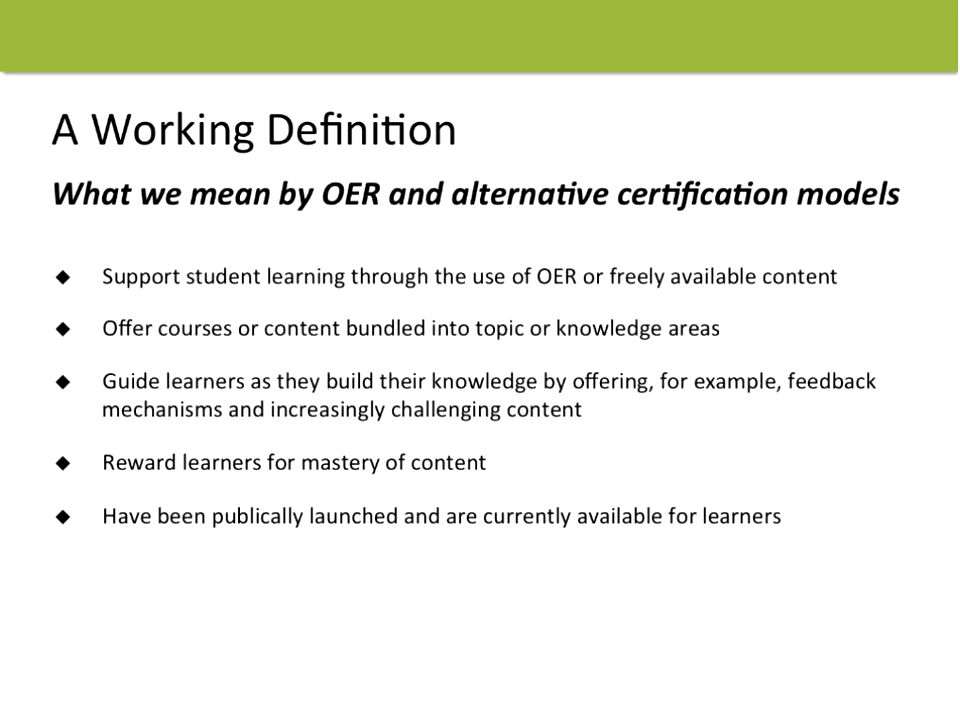 A Working Definition
What we mean by OER and alternative certification models
◆ Support student learning through the use of OER or freely available content
◆ Offer courses or content bundled into topic or knowledge areas
◆ Guide learners as they build their knowledge by offering, for example, feedback
mechanisms and increasingly challenging content
◆ Reward learners for mastery of content
◆ Have been publically launched and are currently available for learners